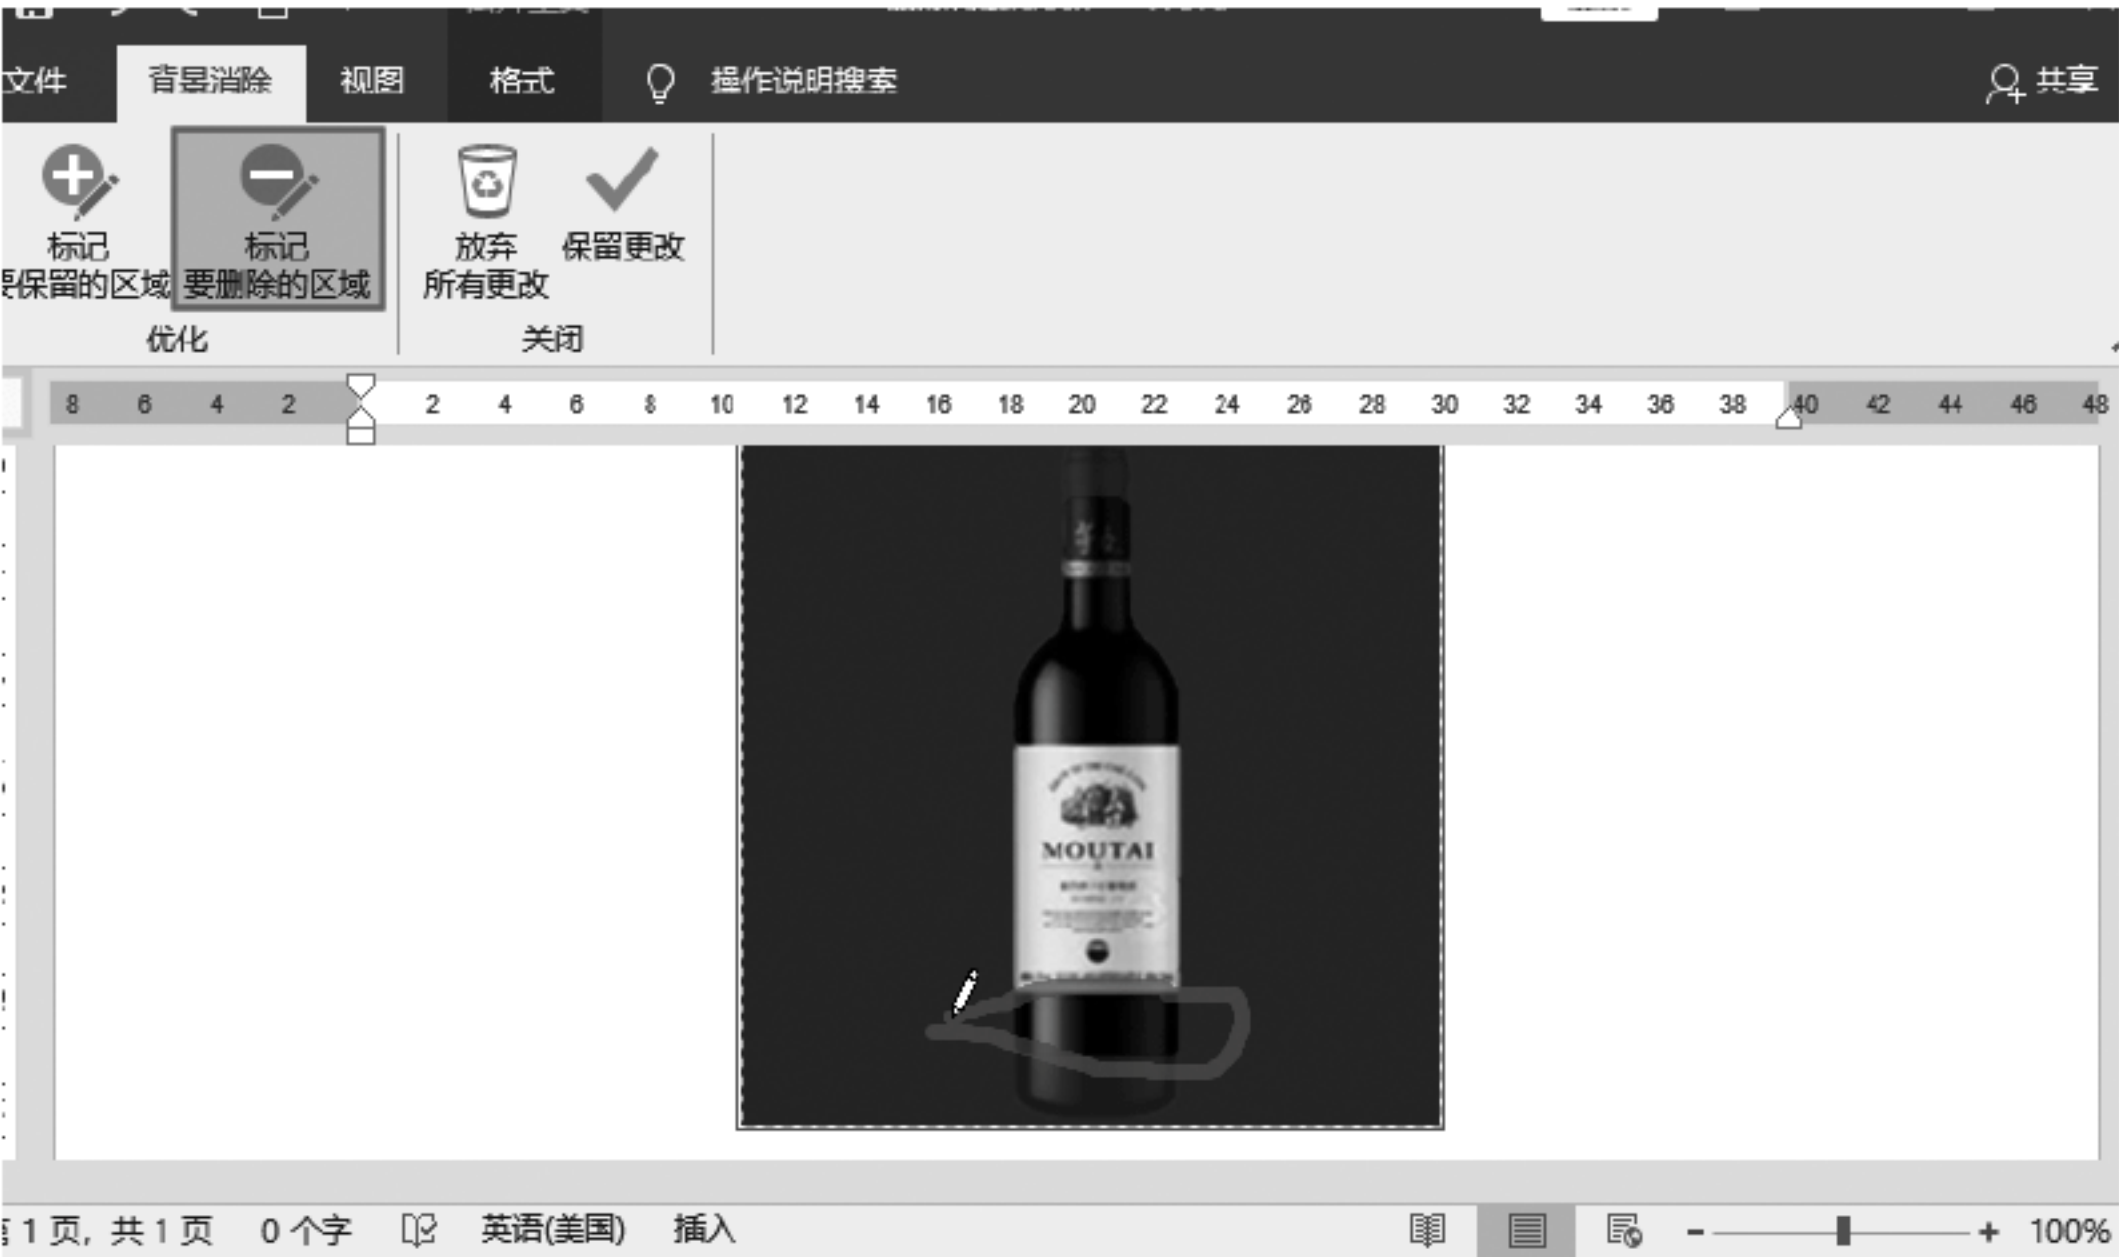 文件 背景消除 视图 格式 操作说明搜索 共享
标记 标记 放弃 保留更改
要保留的区域 要删除的区域 所有更改
优化 关闭
8 6 4 2 2 4 6 8 10 12 14 16 18 20 22 24 26 28 30 32 34 36 38 40 42 44 46 48
MOUTAI
第 1 页, 共 1 页 0 个字 英语(美国) 插入 100%